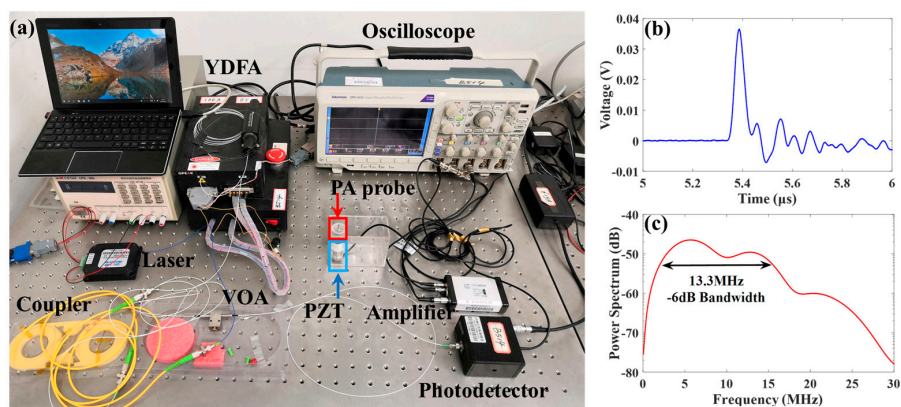 (a)
Oscilloscope
YDFA
PA probe
Laser
Coupler
VOA
PZT
Amplifier
Photodetector
(b)
Voltage (V)
0.04
0.03
0.02
0.01
0
-0.01
5
5.2
5.4
5.6
5.8
6
Time (µs)
(c)
Power Spectrum (dB)
-40
-50
-60
-70
-80
13.3MHz
-6dB Bandwidth
0
5
10
15
20
25
30
Frequency (MHz)